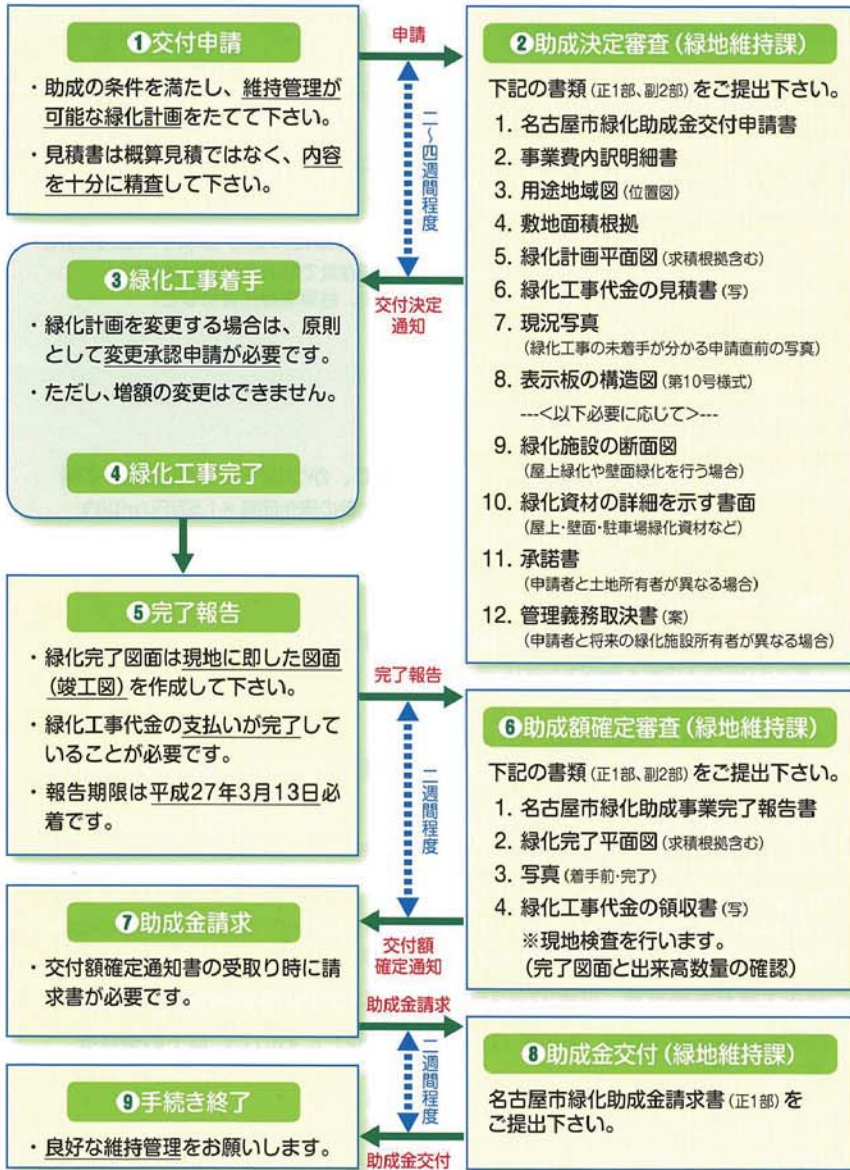 ❶交付申請
・助成の条件を満たし、維持管理が
可能な緑化計画をたてて下さい。
・見積書は概算見積ではなく、内容
を十分に精査して下さい。
申請
二〜四週間程度
交付決定
通知
❷助成決定審査(緑地維持課)
下記の書類(正1部、副2部)をご提出下さい。
1. 名古屋市緑化助成金交付申請書
2. 事業費内訳明細書
3. 用途地域図(位置図)
4. 敷地面積根拠
5. 緑化計画平面図(求積根拠含む)
6. 緑化工事代金の見積書(写)
7. 現況写真
(緑化工事の未着手が分かる申請直前の写真)
8. 表示板の構造図(第10号様式)
---<以下必要に応じて>---
9. 緑化施設の断面図
(屋上緑化や壁面緑化を行う場合)
10. 緑化資材の詳細を示す書面
(屋上・壁面・駐車場緑化資材など)
11. 承諾書
(申請者と土地所有者が異なる場合)
12. 管理義務取決書(案)
(申請者と将来の緑化施設所有者が異なる場合)
❸緑化工事着手
・緑化計画を変更する場合は、原則
として変更承認申請が必要です。
・ただし、増額の変更はできません。
❹緑化工事完了
❺完了報告
・緑化完了図面は現地に即した図面
(竣工図)を作成して下さい。
・緑化工事代金の支払いが完了して
いることが必要です。
・報告期限は平成27年3月13日必
着です。
完了報告
二週間程度
交付額
確定通知
❻助成額確定審査(緑地維持課)
下記の書類(正1部、副2部)をご提出下さい。
1. 名古屋市緑化助成事業完了報告書
2. 緑化完了平面図(求積根拠含む)
3. 写真(着手前・完了)
4. 緑化工事代金の領収書(写)
※現地検査を行います。
(完了図面と出来高数量の確認)
❼助成金請求
・交付額確定通知書の受取り時に請
求書が必要です。
助成金請求
二週間程度
助成金交付
❽助成金交付(緑地維持課)
名古屋市緑化助成金請求書(正1部)を
ご提出下さい。
❾手続き終了
・良好な維持管理をお願いします。